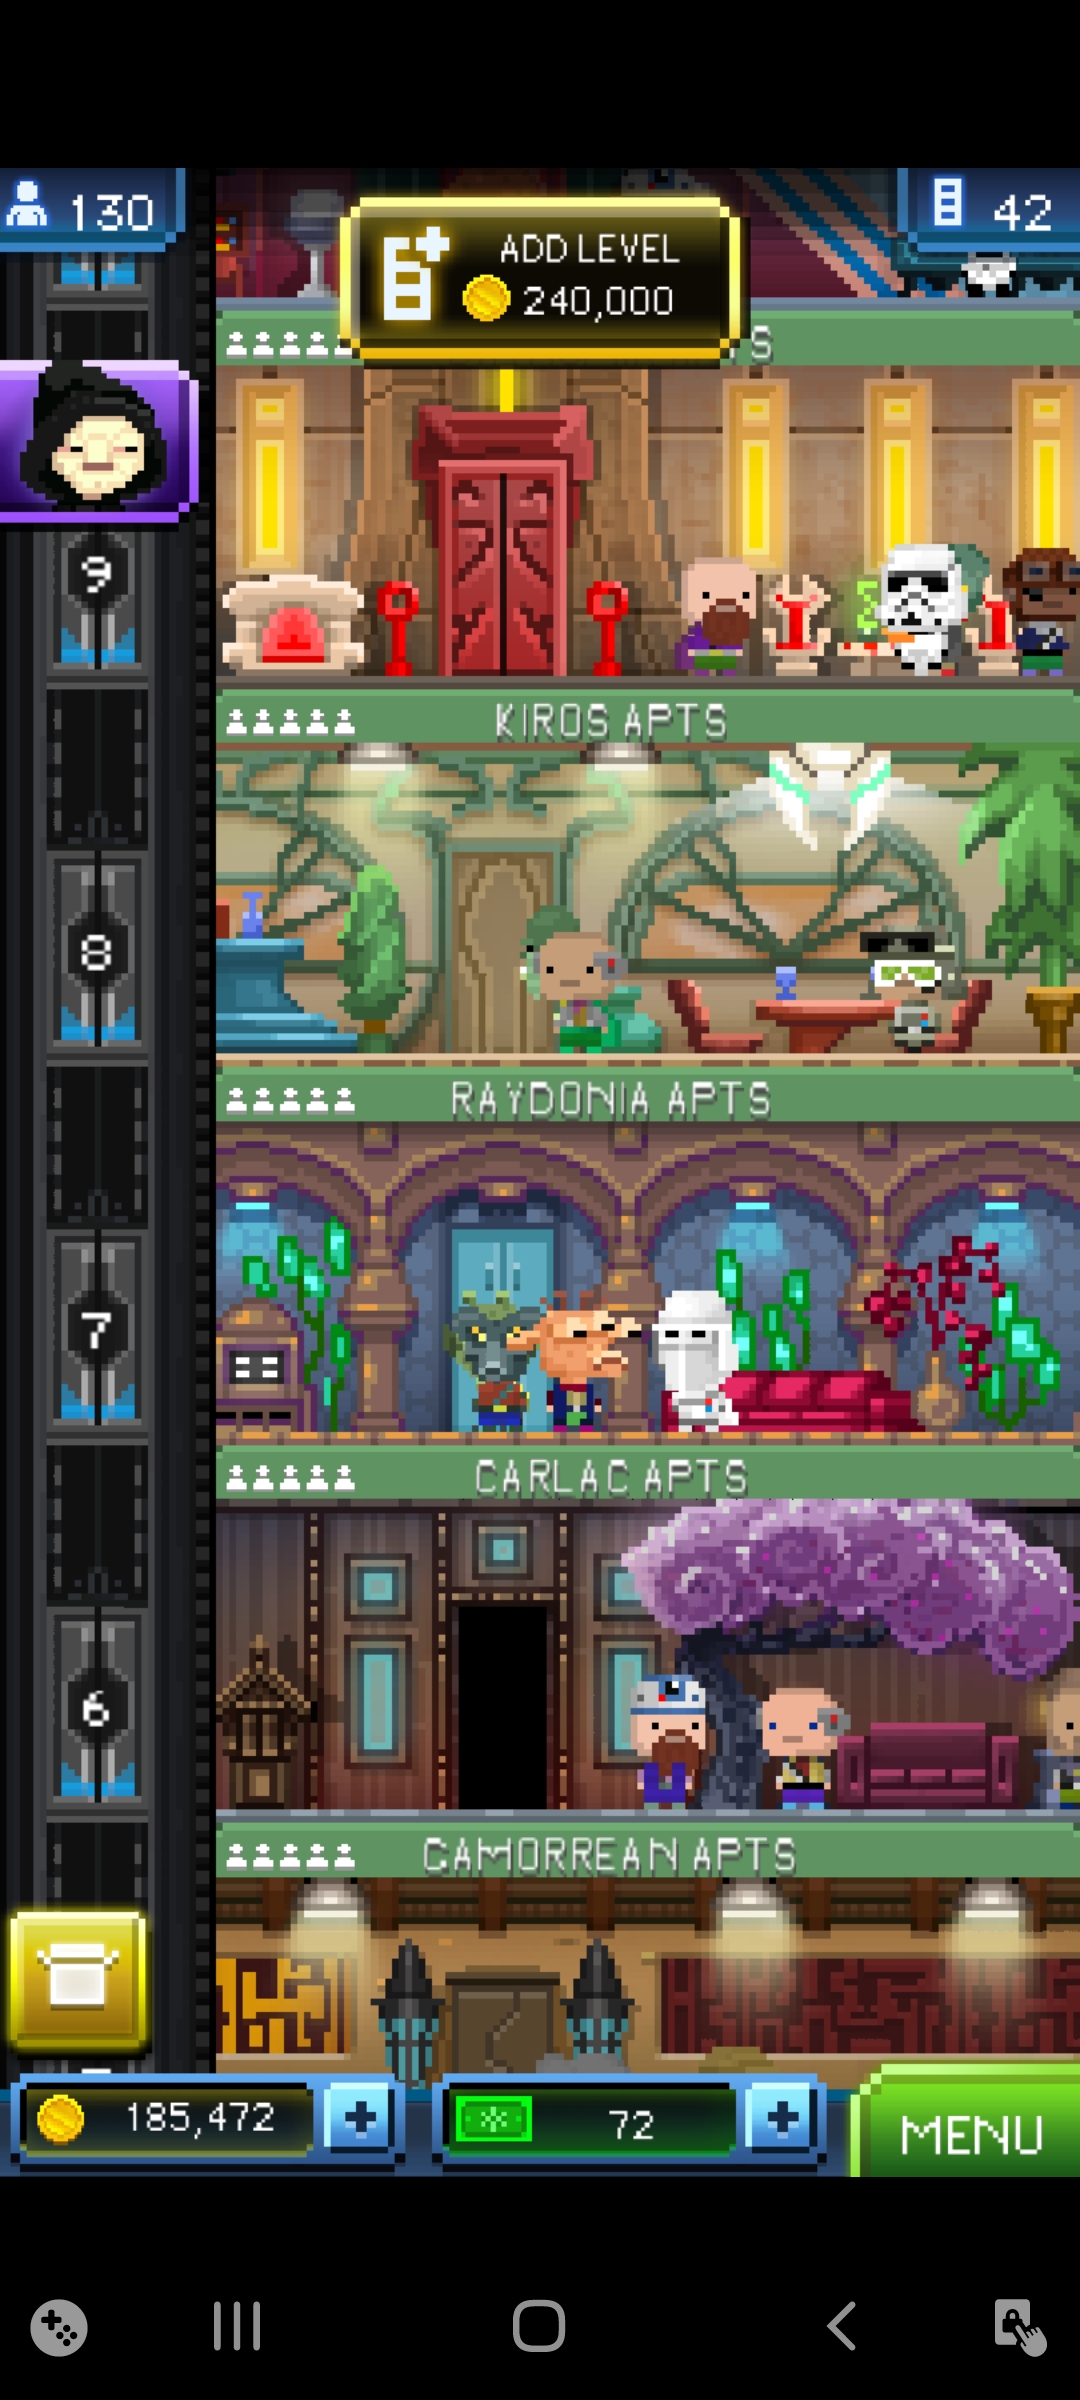 130
ADD LEVEL
240,000
42
9
KIROS APTS
8
RAYDONIA APTS
7
CARLAC APTS
6
CAMORREAN APTS
185,472
72
MENU